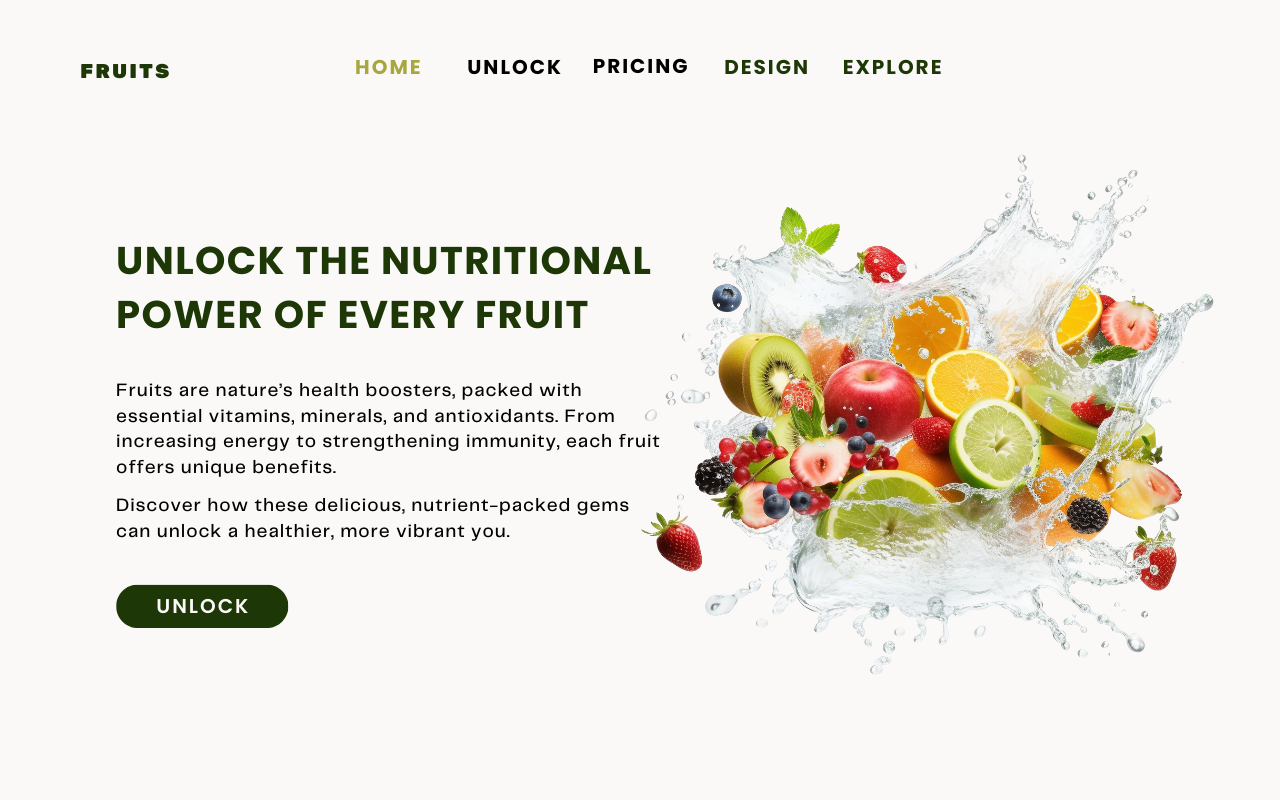 FRUITS
HOME UNLOCK PRICING DESIGN EXPLORE
UNLOCK THE NUTRITIONAL
POWER OF EVERY FRUIT
Fruits are nature’s health boosters, packed with
essential vitamins, minerals, and antioxidants. From
increasing energy to strengthening immunity, each fruit
offers unique benefits.
Discover how these delicious, nutrient-packed gems
can unlock a healthier, more vibrant you.
UNLOCK